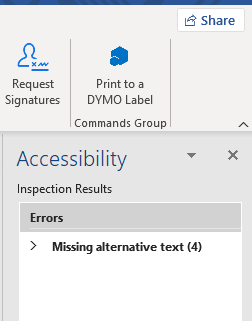 Share
Request
Signatures
Print to a
DYMO Label
Commands Group
Accessibility
Inspection Results
Errors
Missing alternative text (4)